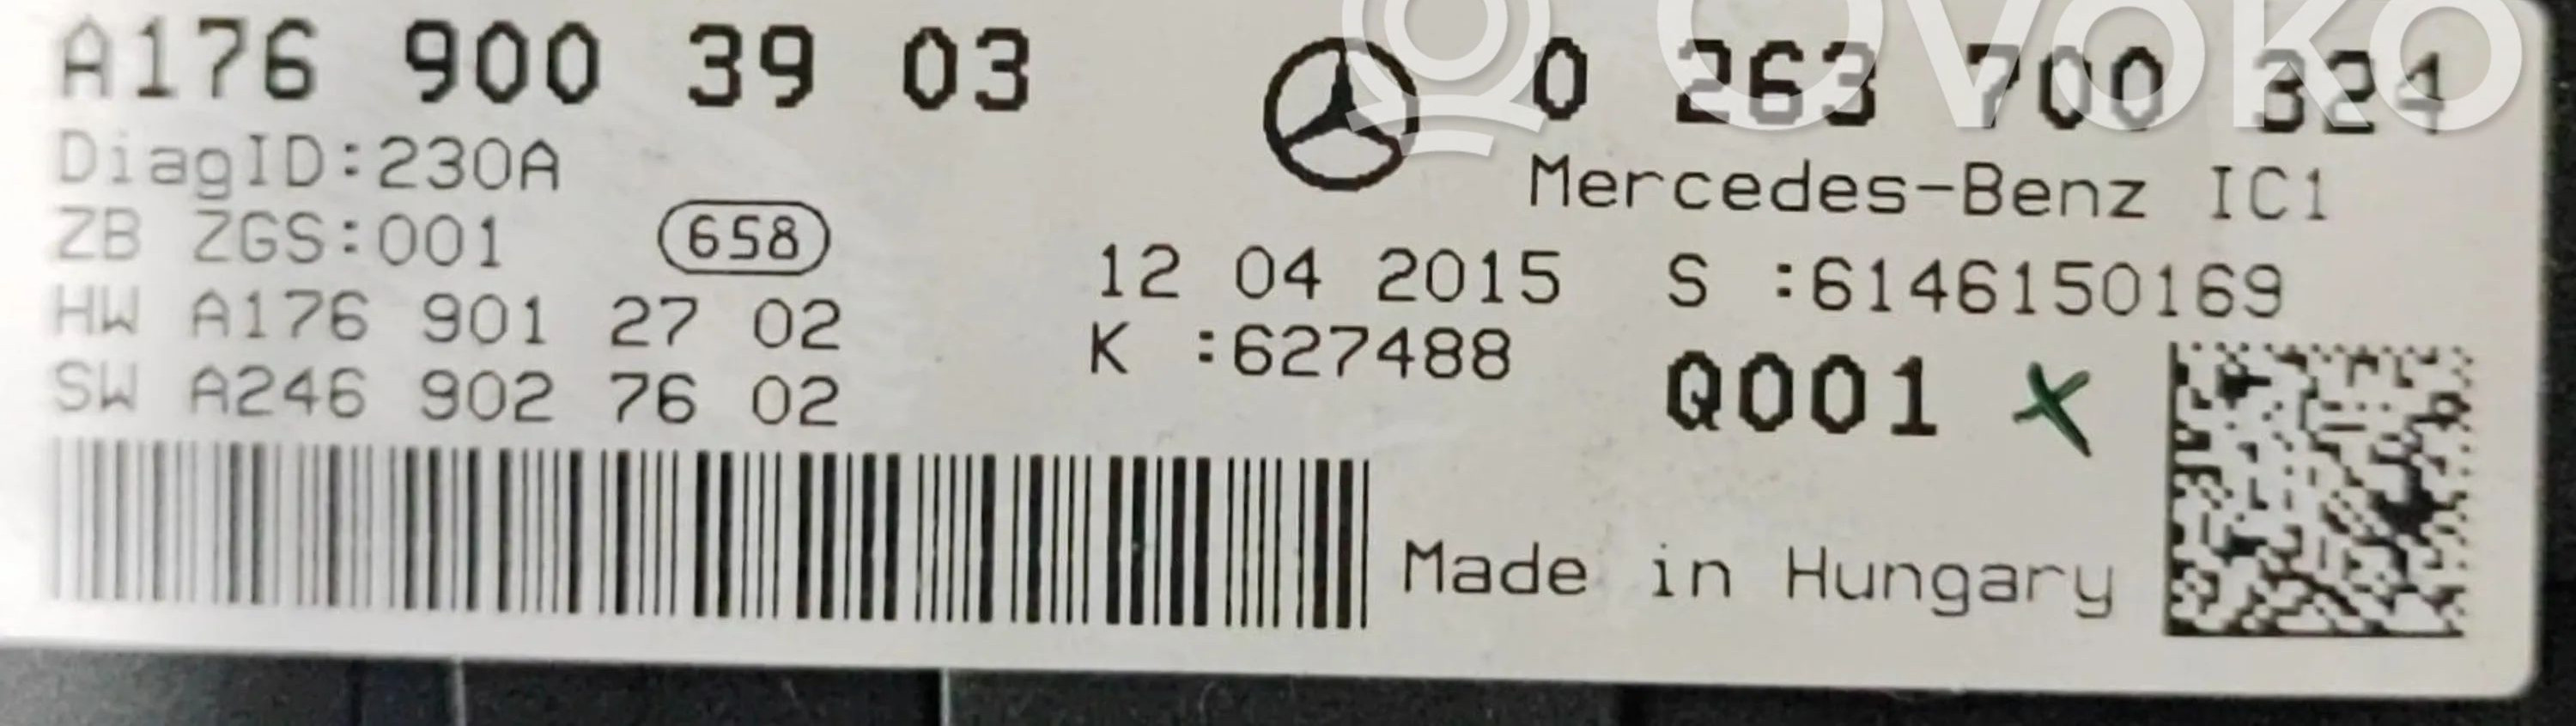 A176 900 39 03
DiagID:230A
ZB ZGS:001 658
HW A176 901 27 02
SW A246 902 76 02
0 263 700 324
Mercedes-Benz IC1
12 04 2015 S :6146150169
K :627488
Q001
Made in Hungary
OVOKO